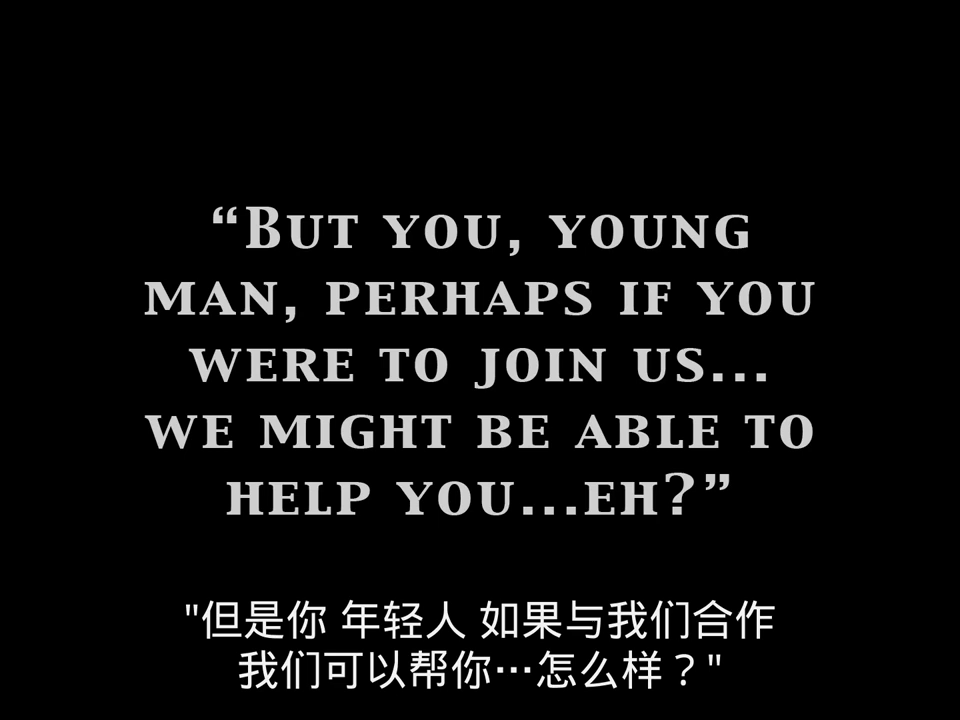 “But you, young
man, perhaps if you
were to join us...
we might be able to
help you...eh?”
"但是你 年轻人 如果与我们合作
我们可以帮你…怎么样？"